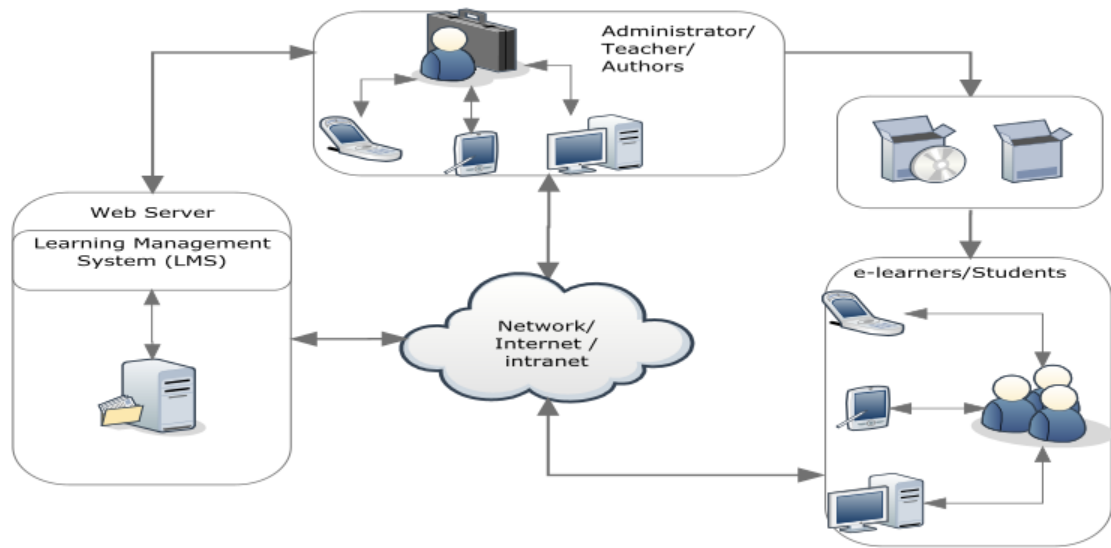 Administrator/
Teacher/
Authors
Web Server
Learning Management
System (LMS)
e-learners/Students
Network/
Internet /
intranet